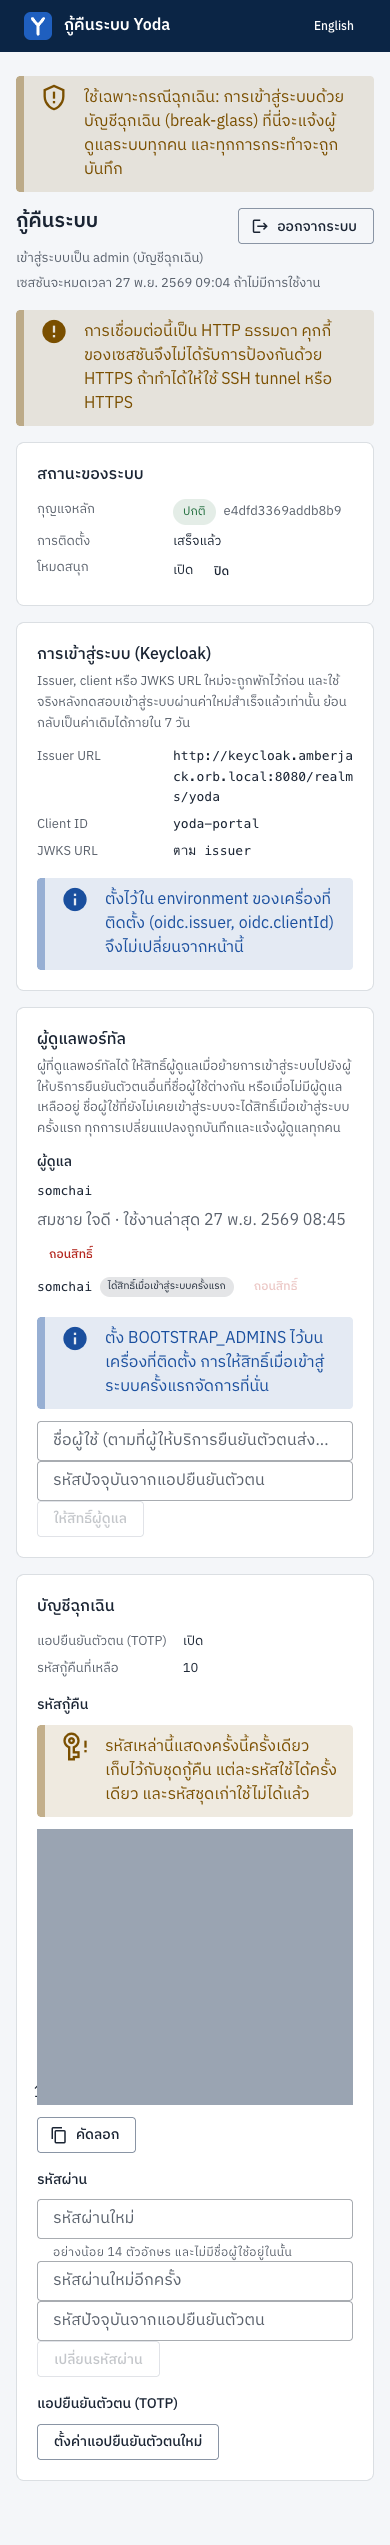 กู้คืนระบบ Yoda
English
ใช้เฉพาะกรณีฉุกเฉิน: การเข้าสู่ระบบด้วย
บัญชีฉุกเฉิน (break-glass) ที่นี่จะแจ้งผู้
ดูแลระบบทุกคน และทุกการกระทำจะถูก
บันทึก
กู้คืนระบบ
ออกจากระบบ
เข้าสู่ระบบเป็น admin (บัญชีฉุกเฉิน)
เซสชันจะหมดเวลา 27 พ.ย. 2569 09:04 ถ้าไม่มีการใช้งาน
การเชื่อมต่อนี้เป็น HTTP ธรรมดา คุกกี้
ของเซสชันจึงไม่ได้รับการป้องกันด้วย
HTTPS ถ้าทำได้ให้ใช้ SSH tunnel หรือ
HTTPS
สถานะของระบบ
กุญแจหลัก ปกติ e4dfd3369addb8b9
การติดตั้ง เสร็จแล้ว
โหมดสนุก เปิด ปิด
การเข้าสู่ระบบ (Keycloak)
Issuer, client หรือ JWKS URL ใหม่จะถูกพักไว้ก่อน และใช้
จริงหลังทดสอบเข้าสู่ระบบผ่านค่าใหม่สำเร็จแล้วเท่านั้น ย้อน
กลับเป็นค่าเดิมได้ภายใน 7 วัน
Issuer URL http://keycloak.amberja
ck.orb.local:8080/realm
s/yoda
Client ID yoda-portal
JWKS URL ตาม issuer
ตั้งไว้ใน environment ของเครื่องที่
ติดตั้ง (oidc.issuer, oidc.clientId)
จึงไม่เปลี่ยนจากหน้านี้
ผู้ดูแลพอร์ทัล
ผู้ที่ดูแลพอร์ทัลได้ ให้สิทธิ์ผู้ดูแลเมื่อย้ายการเข้าสู่ระบบไปยังผู้
ให้บริการยืนยันตัวตนอื่นที่ชื่อผู้ใช้ต่างกัน หรือเมื่อไม่มีผู้ดูแล
เหลืออยู่ ชื่อผู้ใช้ที่ยังไม่เคยเข้าสู่ระบบจะได้สิทธิ์เมื่อเข้าสู่ระบบ
ครั้งแรก ทุกการเปลี่ยนแปลงถูกบันทึกและแจ้งผู้ดูแลทุกคน
ผู้ดูแล
somchai
สมชาย ใจดี · ใช้งานล่าสุด 27 พ.ย. 2569 08:45
ถอนสิทธิ์
somchai ได้สิทธิ์เมื่อเข้าสู่ระบบครั้งแรก ถอนสิทธิ์
ตั้ง BOOTSTRAP_ADMINS ไว้บน
เครื่องที่ติดตั้ง การให้สิทธิ์เมื่อเข้าสู่
ระบบครั้งแรกจัดการที่นั่น
ชื่อผู้ใช้ (ตามที่ผู้ให้บริการยืนยันตัวตนส่ง...
รหัสปัจจุบันจากแอปยืนยันตัวตน
ให้สิทธิ์ผู้ดูแล
บัญชีฉุกเฉิน
แอปยืนยันตัวตน (TOTP) เปิด
รหัสกู้คืนที่เหลือ 10
รหัสกู้คืน
รหัสเหล่านี้แสดงครั้งนี้ครั้งเดียว
เก็บไว้กับชุดกู้คืน แต่ละรหัสใช้ได้ครั้ง
เดียว และรหัสชุดเก่าใช้ไม่ได้แล้ว
คัดลอก
รหัสผ่าน
รหัสผ่านใหม่
อย่างน้อย 14 ตัวอักษร และไม่มีชื่อผู้ใช้อยู่ในนั้น
รหัสผ่านใหม่อีกครั้ง
รหัสปัจจุบันจากแอปยืนยันตัวตน
เปลี่ยนรหัสผ่าน
แอปยืนยันตัวตน (TOTP)
ตั้งค่าแอปยืนยันตัวตนใหม่